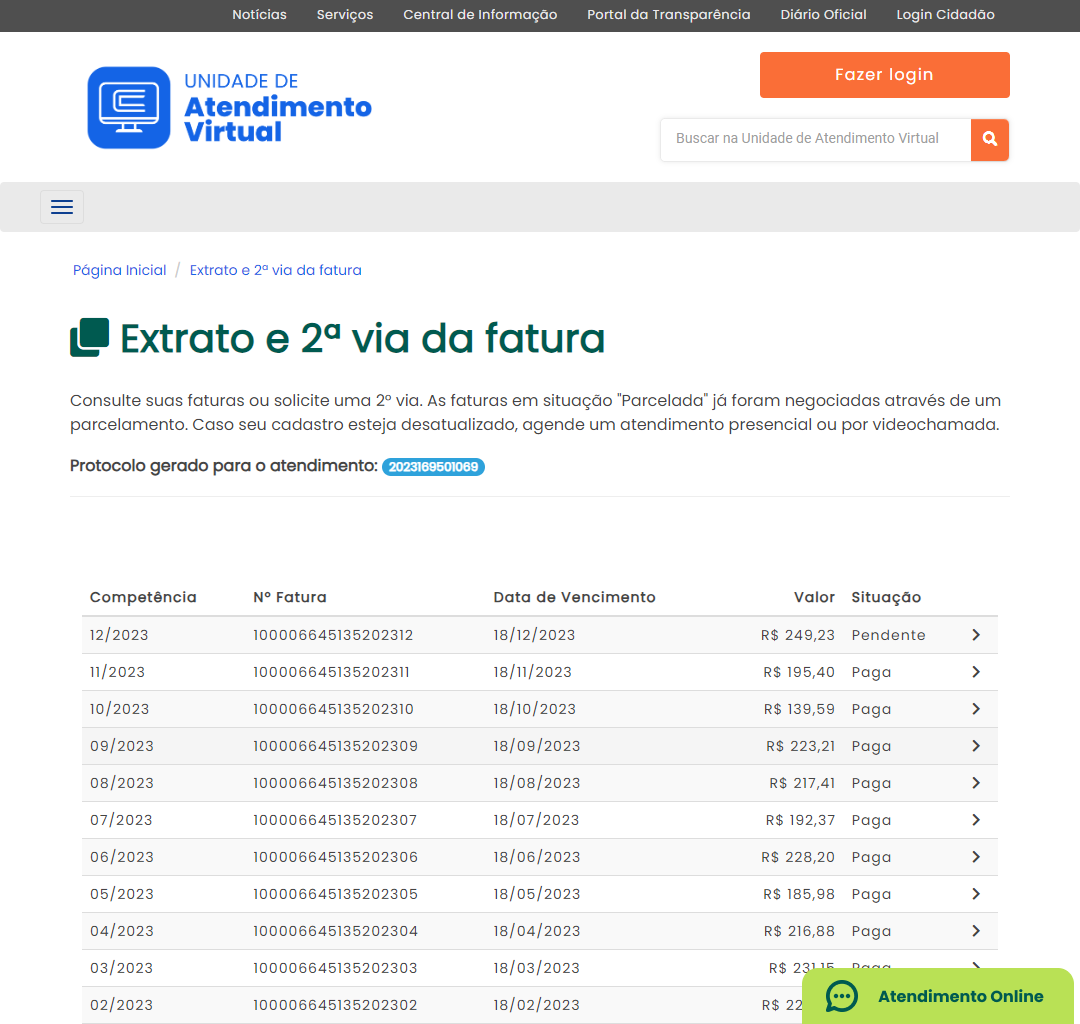 Notícias Serviços Central de Informação Portal da Transparência Diário Oficial Login Cidadão
UNIDADE DE
Atendimento
Virtual
Fazer login
Buscar na Unidade de Atendimento Virtual
Página Inicial / Extrato e 2ª via da fatura
Extrato e 2ª via da fatura
Consulte suas faturas ou solicite uma 2º via. As faturas em situação "Parcelada" já foram negociadas através de um
parcelamento. Caso seu cadastro esteja desatualizado, agende um atendimento presencial ou por videochamada.
Protocolo gerado para o atendimento: 2023169501069
Competência Nº Fatura Data de Vencimento Valor Situação
12/2023 100006645135202312 18/12/2023 R$ 249,23 Pendente
11/2023 100006645135202311 18/11/2023 R$ 195,40 Paga
10/2023 100006645135202310 18/10/2023 R$ 139,59 Paga
09/2023 100006645135202309 18/09/2023 R$ 223,21 Paga
08/2023 100006645135202308 18/08/2023 R$ 217,41 Paga
07/2023 100006645135202307 18/07/2023 R$ 192,37 Paga
06/2023 100006645135202306 18/06/2023 R$ 228,20 Paga
05/2023 100006645135202305 18/05/2023 R$ 185,98 Paga
04/2023 100006645135202304 18/04/2023 R$ 216,88 Paga
03/2023 100006645135202303 18/03/2023 R$ 231,15 Paga
02/2023 100006645135202302 18/02/2023 R$
Atendimento Online